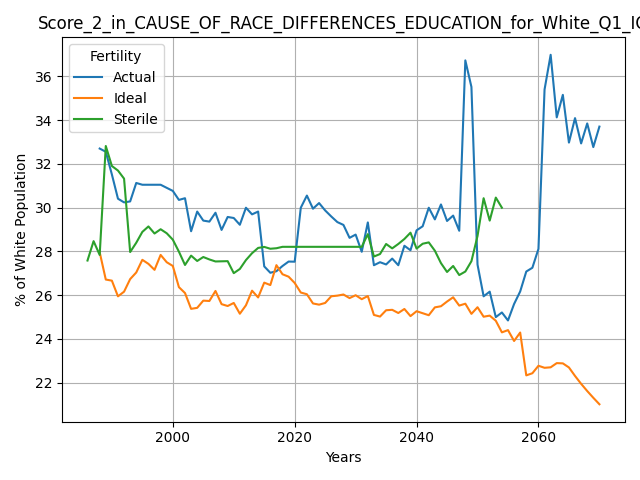 Score_2_in_CAUSE_OF_RACE_DIFFERENCES_EDUCATION_for_White_Q1_IQ
% of White Population
36
34
32
30
28
26
24
22
Fertility
Actual
Ideal
Sterile
2000
2020
2040
2060
Years